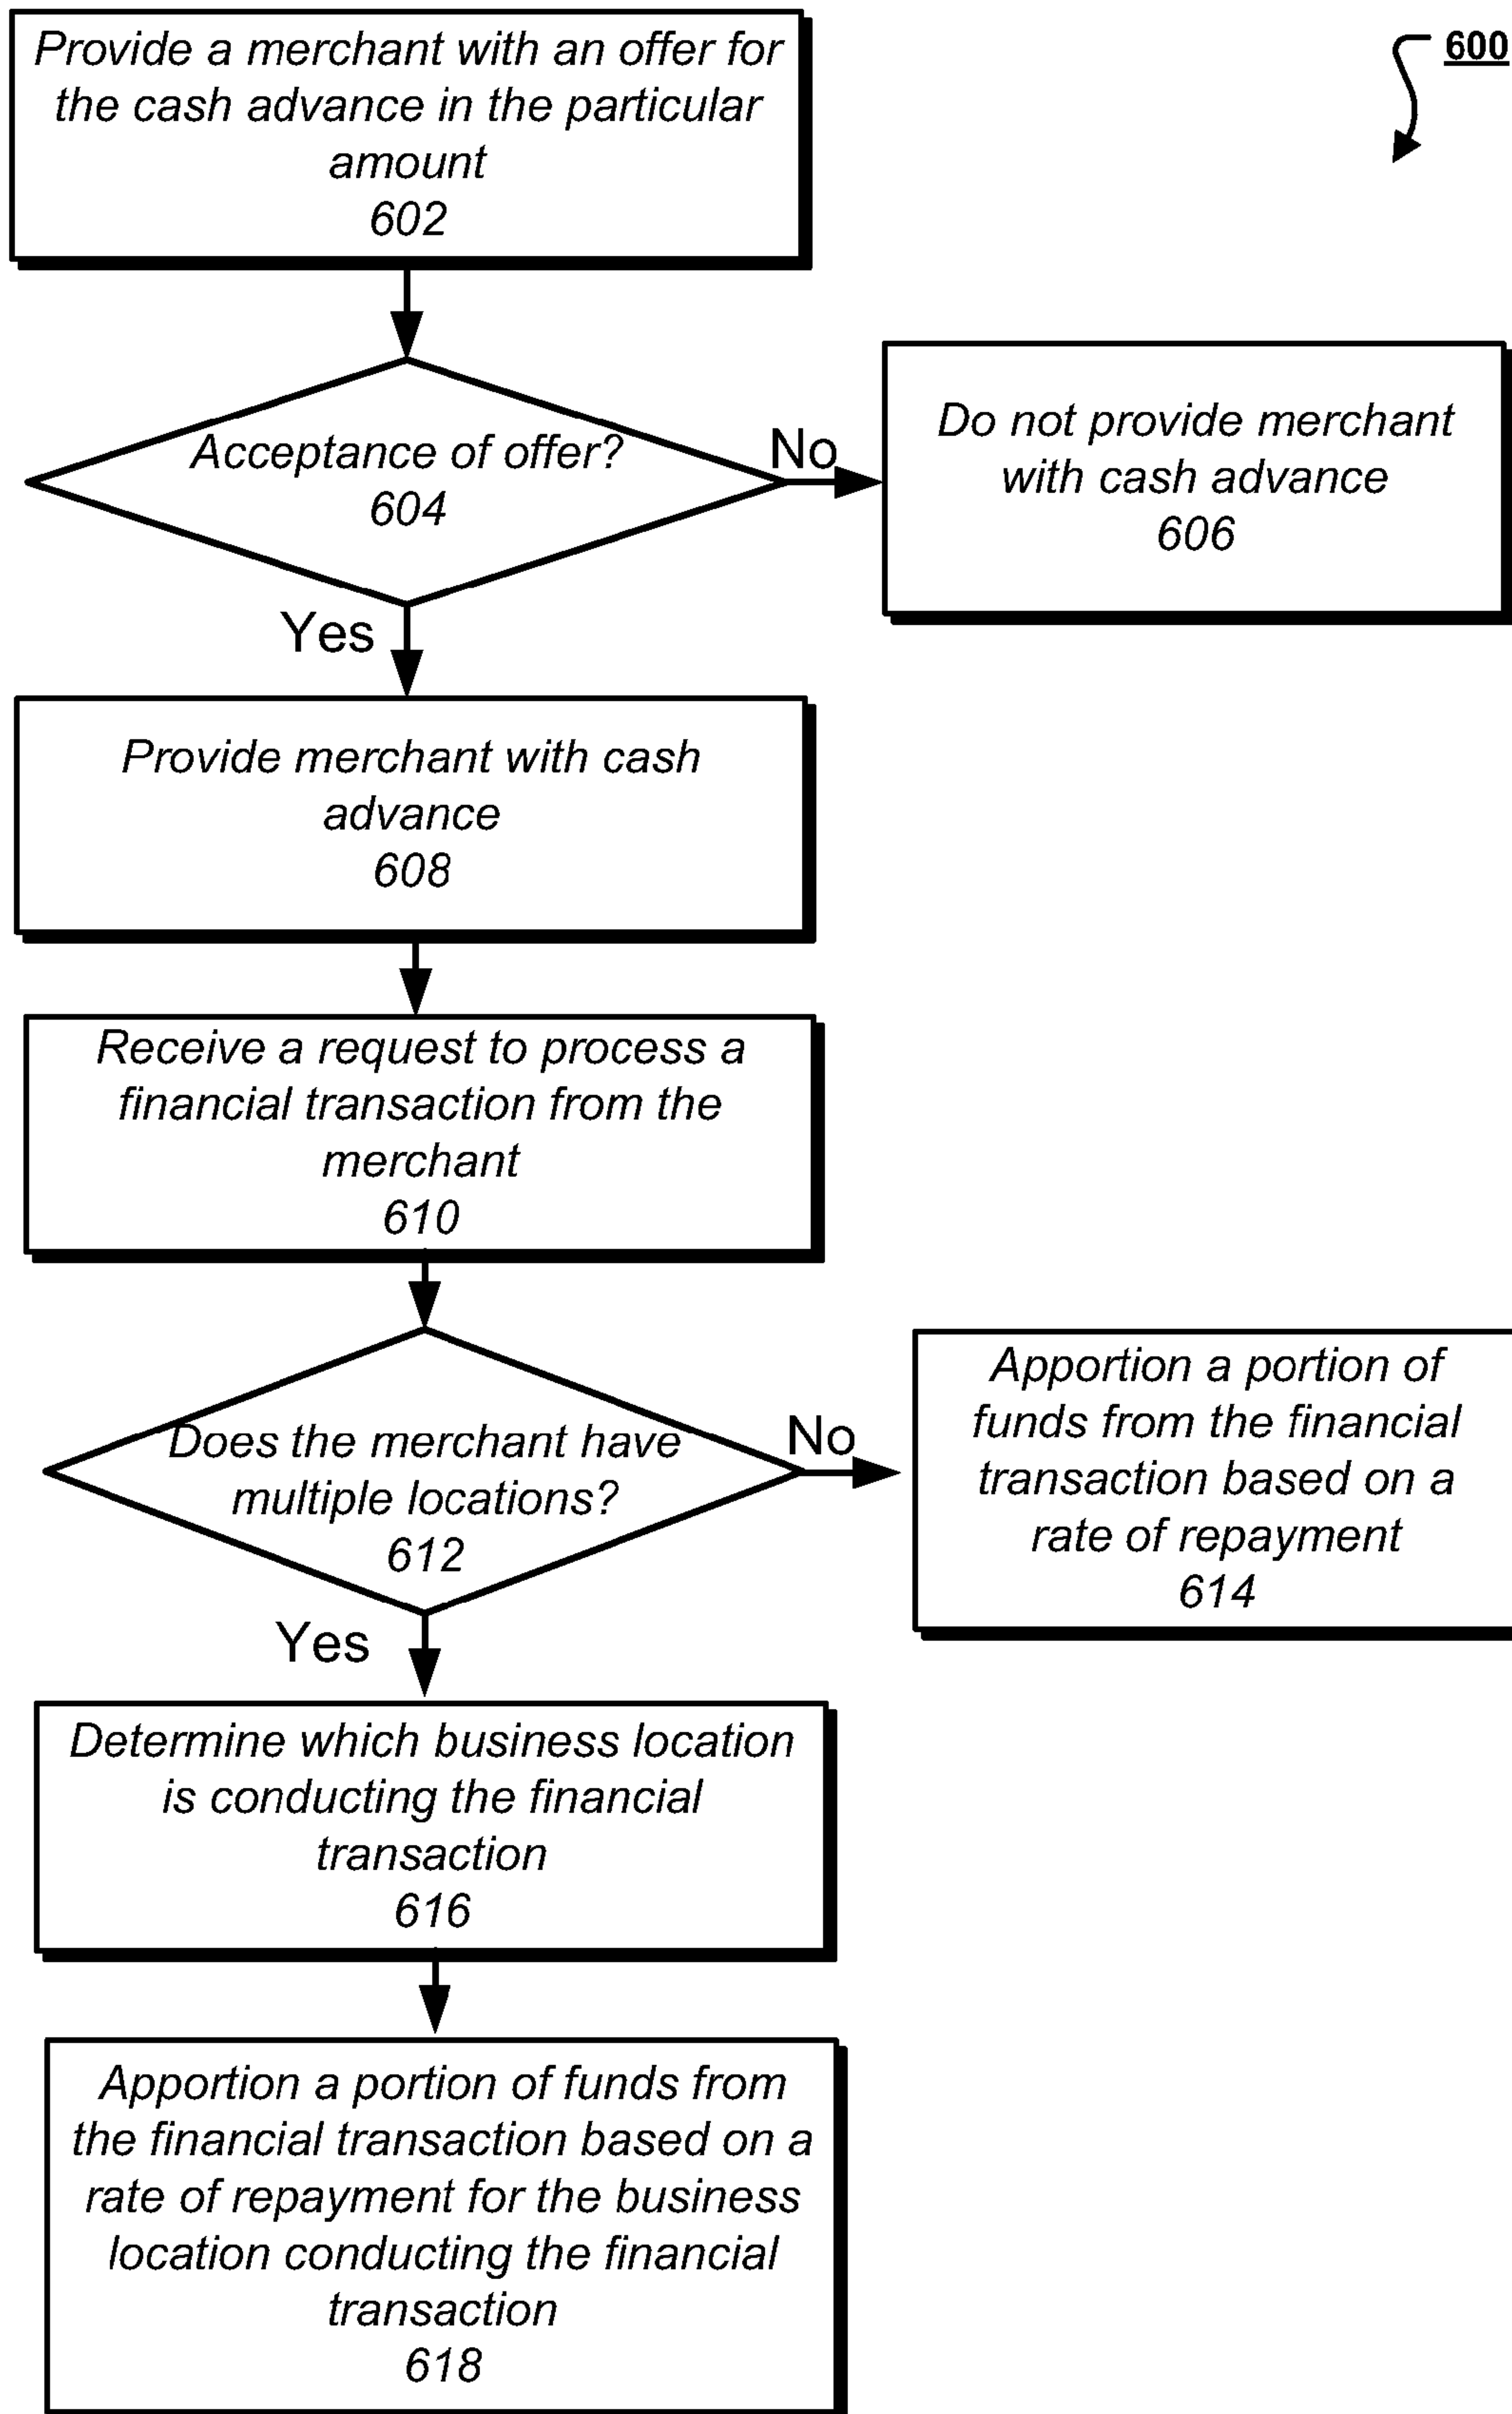 600
Provide a merchant with an offer for
the cash advance in the particular
amount
602
Acceptance of offer?
604
No
Do not provide merchant
with cash advance
606
Yes
Provide merchant with cash
advance
608
Receive a request to process a
financial transaction from the
merchant
610
Does the merchant have
multiple locations?
612
No
Apportion a portion of
funds from the financial
transaction based on a
rate of repayment
614
Yes
Determine which business location
is conducting the financial
transaction
616
Apportion a portion of funds from
the financial transaction based on a
rate of repayment for the business
location conducting the financial
transaction
618